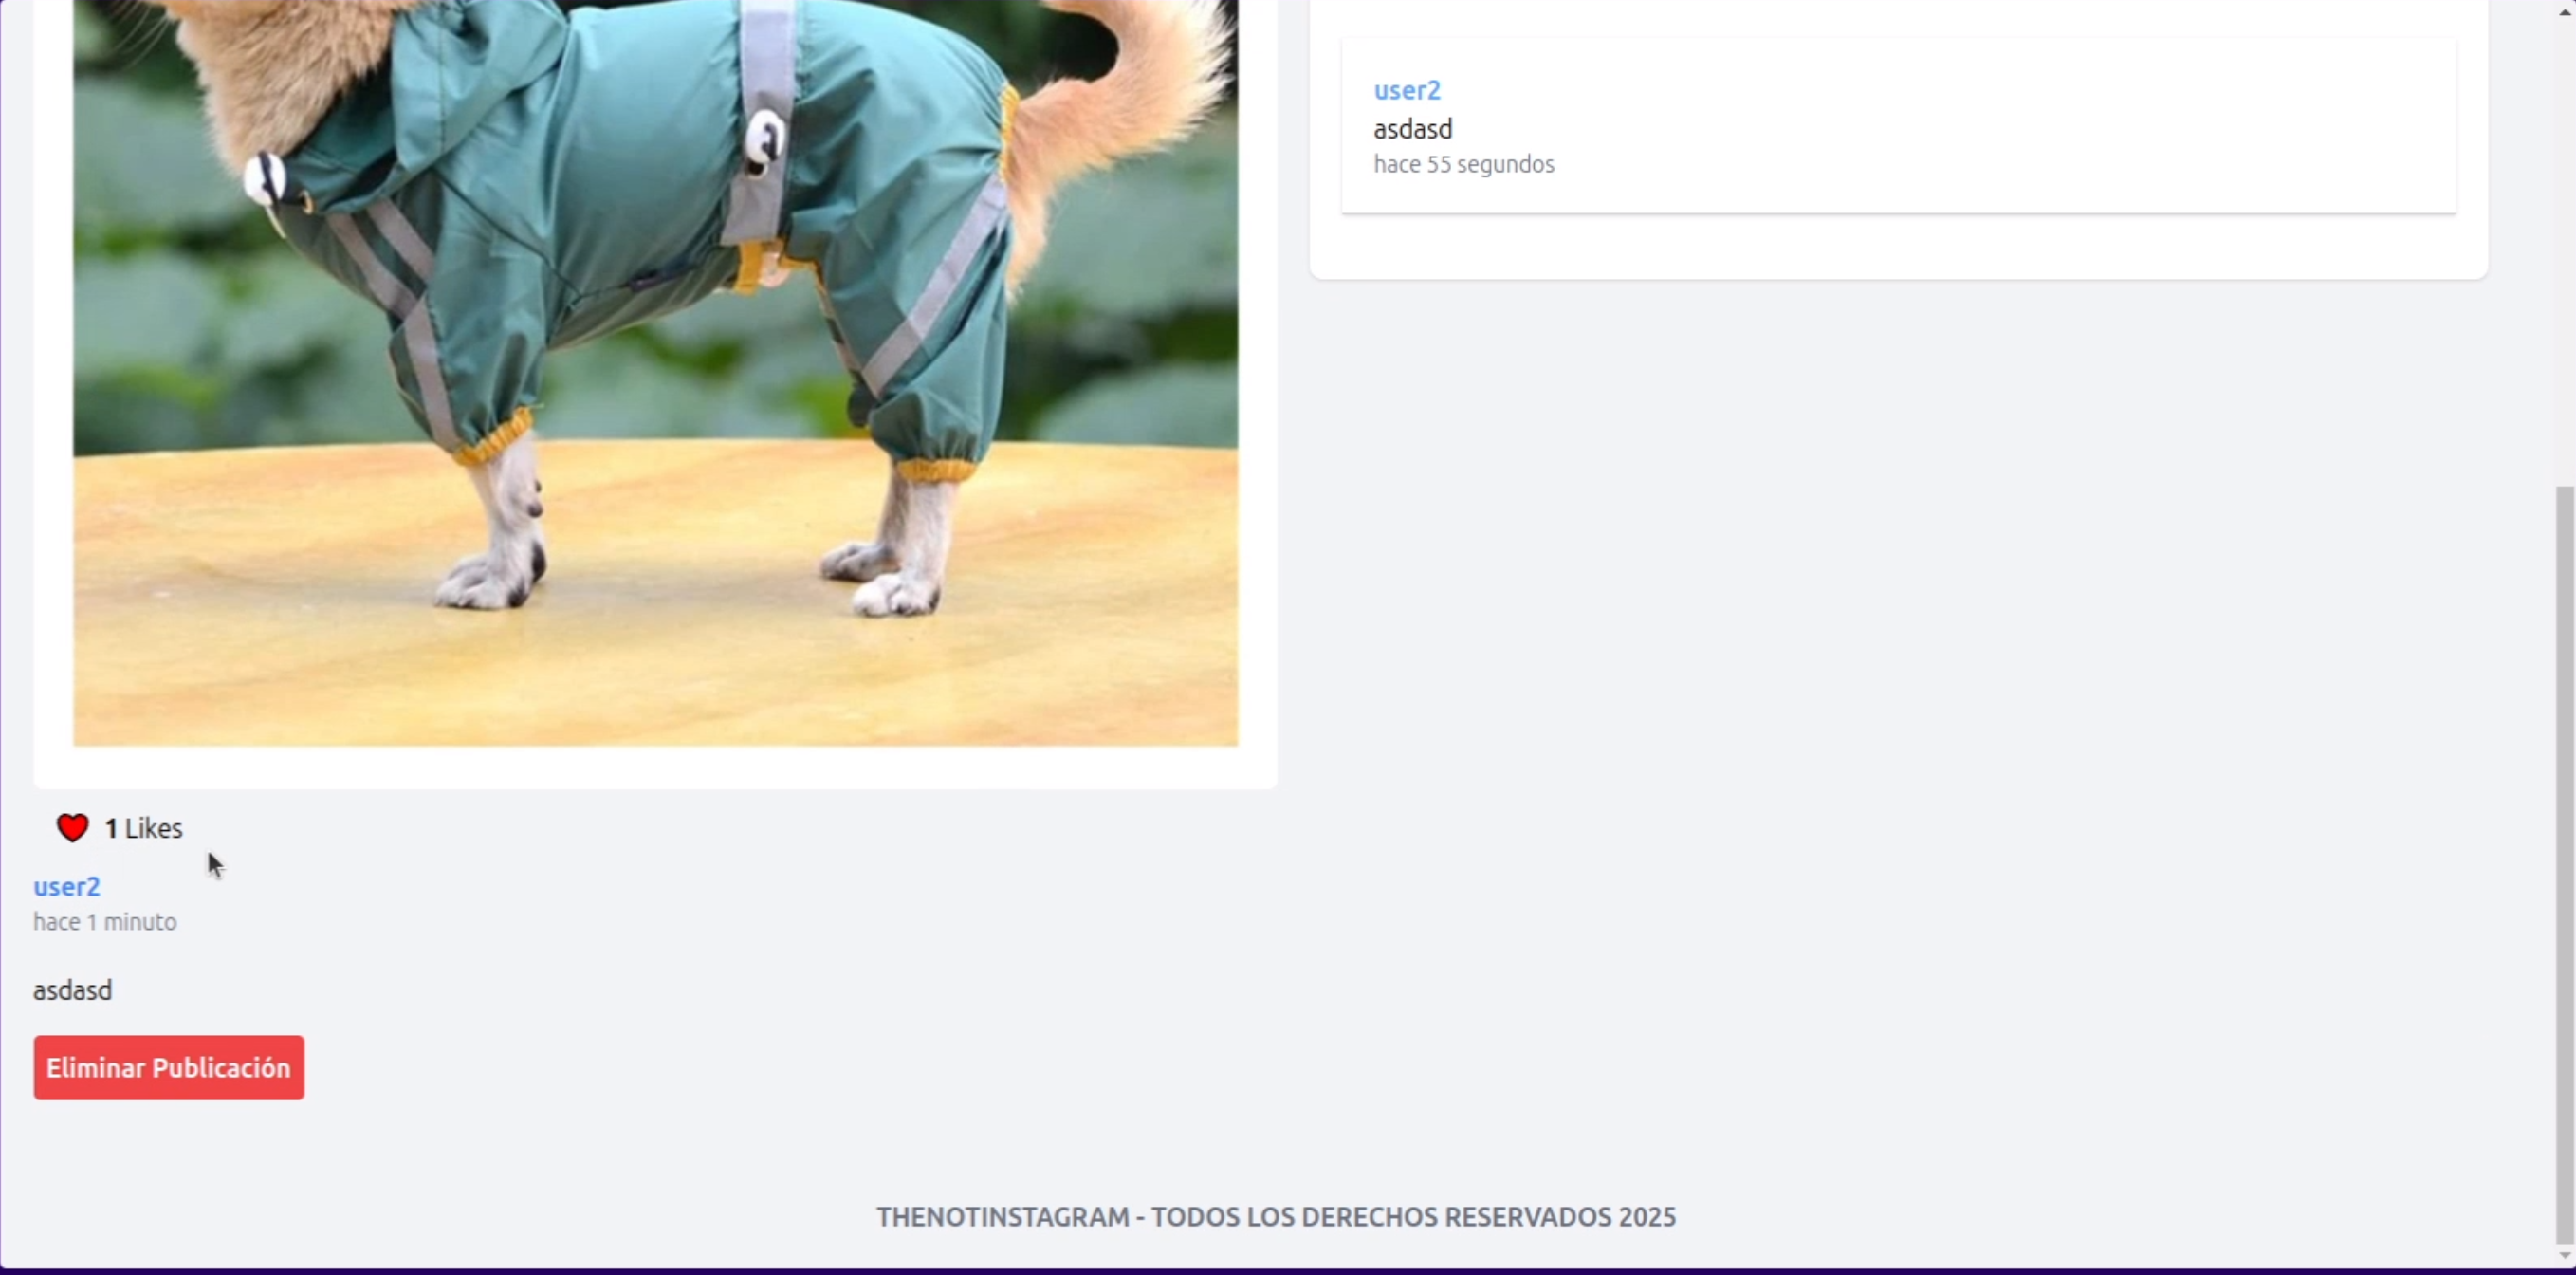 user2
asdasd
hace 55 segundos
1 Likes
user2
hace 1 minuto
asdasd
Eliminar Publicación
THENOTINSTAGRAM - TODOS LOS DERECHOS RESERVADOS 2025